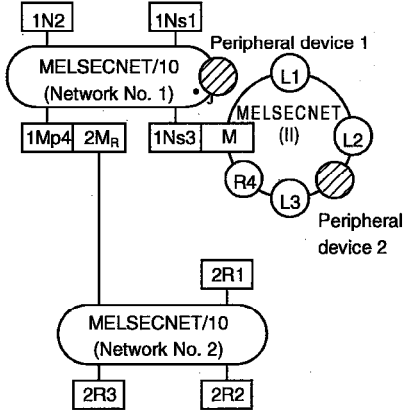 1N2
1Ns1
Peripheral device 1
MELSECNET/10
(Network No. 1)
L1
MELSECNET
(II)
L2
1Mp4
2MR
1Ns3
M
R4
L3
Peripheral
device 2
2R1
MELSECNET/10
(Network No. 2)
2R3
2R2